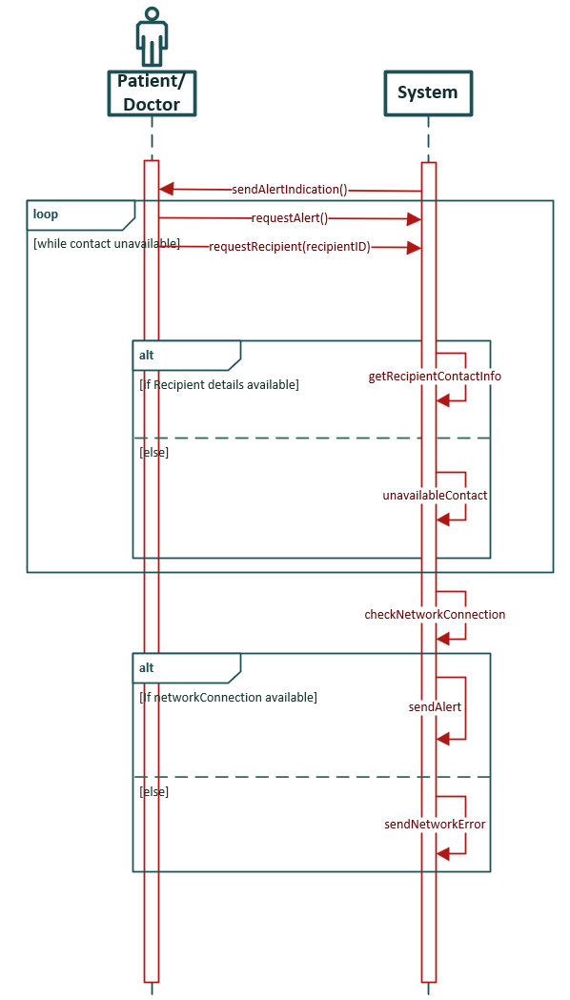 Patient/
Doctor
System
sendAlertIndication()
loop
requestAlert()
[while contact unavailable]
requestRecipient(recipientID)
alt
getRecipientContactInfo
[if Recipient details available]
[else]
unavailableContact
checkNetworkConnection
alt
[If networkConnection available]
sendAlert
[else]
sendNetworkError